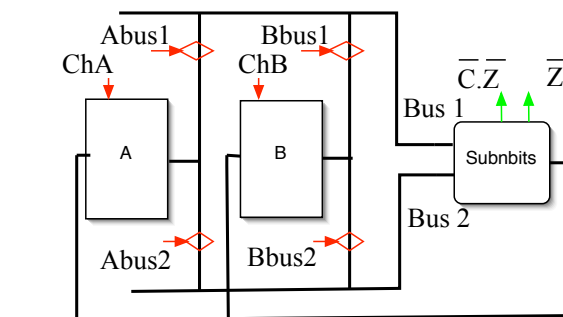 Abus1
Bbus1
ChA
ChB
C.Z
Z
Bus 1
A
B
Subnbits
Bus 2
Abus2
Bbus2